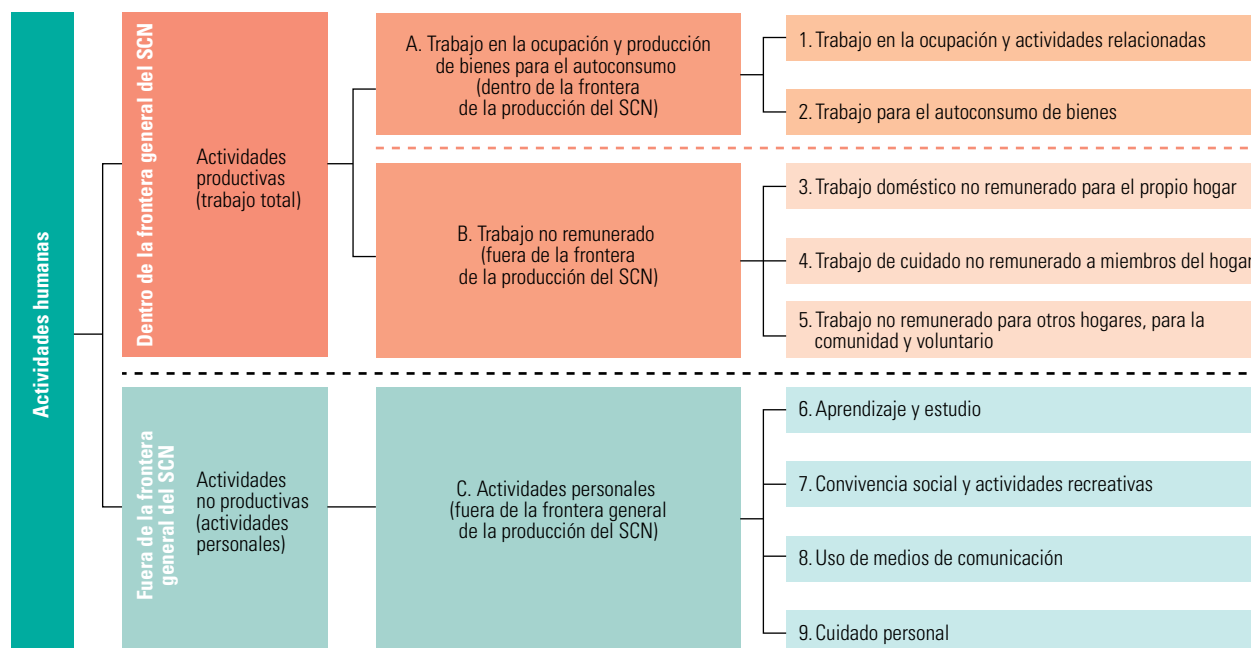 Actividades humanas
Dentro de la frontera general del SCN
Actividades
productivas
(trabajo total)
A. Trabajo en la ocupación y producción
de bienes para el autoconsumo
(dentro de la frontera
de la producción del SCN)
1. Trabajo en la ocupación y actividades relacionadas
2. Trabajo para el autoconsumo de bienes
B. Trabajo no remunerado
(fuera de la frontera
de la producción del SCN)
3. Trabajo doméstico no remunerado para el propio hogar
4. Trabajo de cuidado no remunerado a miembros del hogar
5. Trabajo no remunerado para otros hogares, para la
comunidad y voluntario
Fuera de la frontera
general del SCN
Actividades
no productivas
(actividades
personales)
C. Actividades personales
(fuera de la frontera general
de la producción del SCN)
6. Aprendizaje y estudio
7. Convivencia social y actividades recreativas
8. Uso de medios de comunicación
9. Cuidado personal